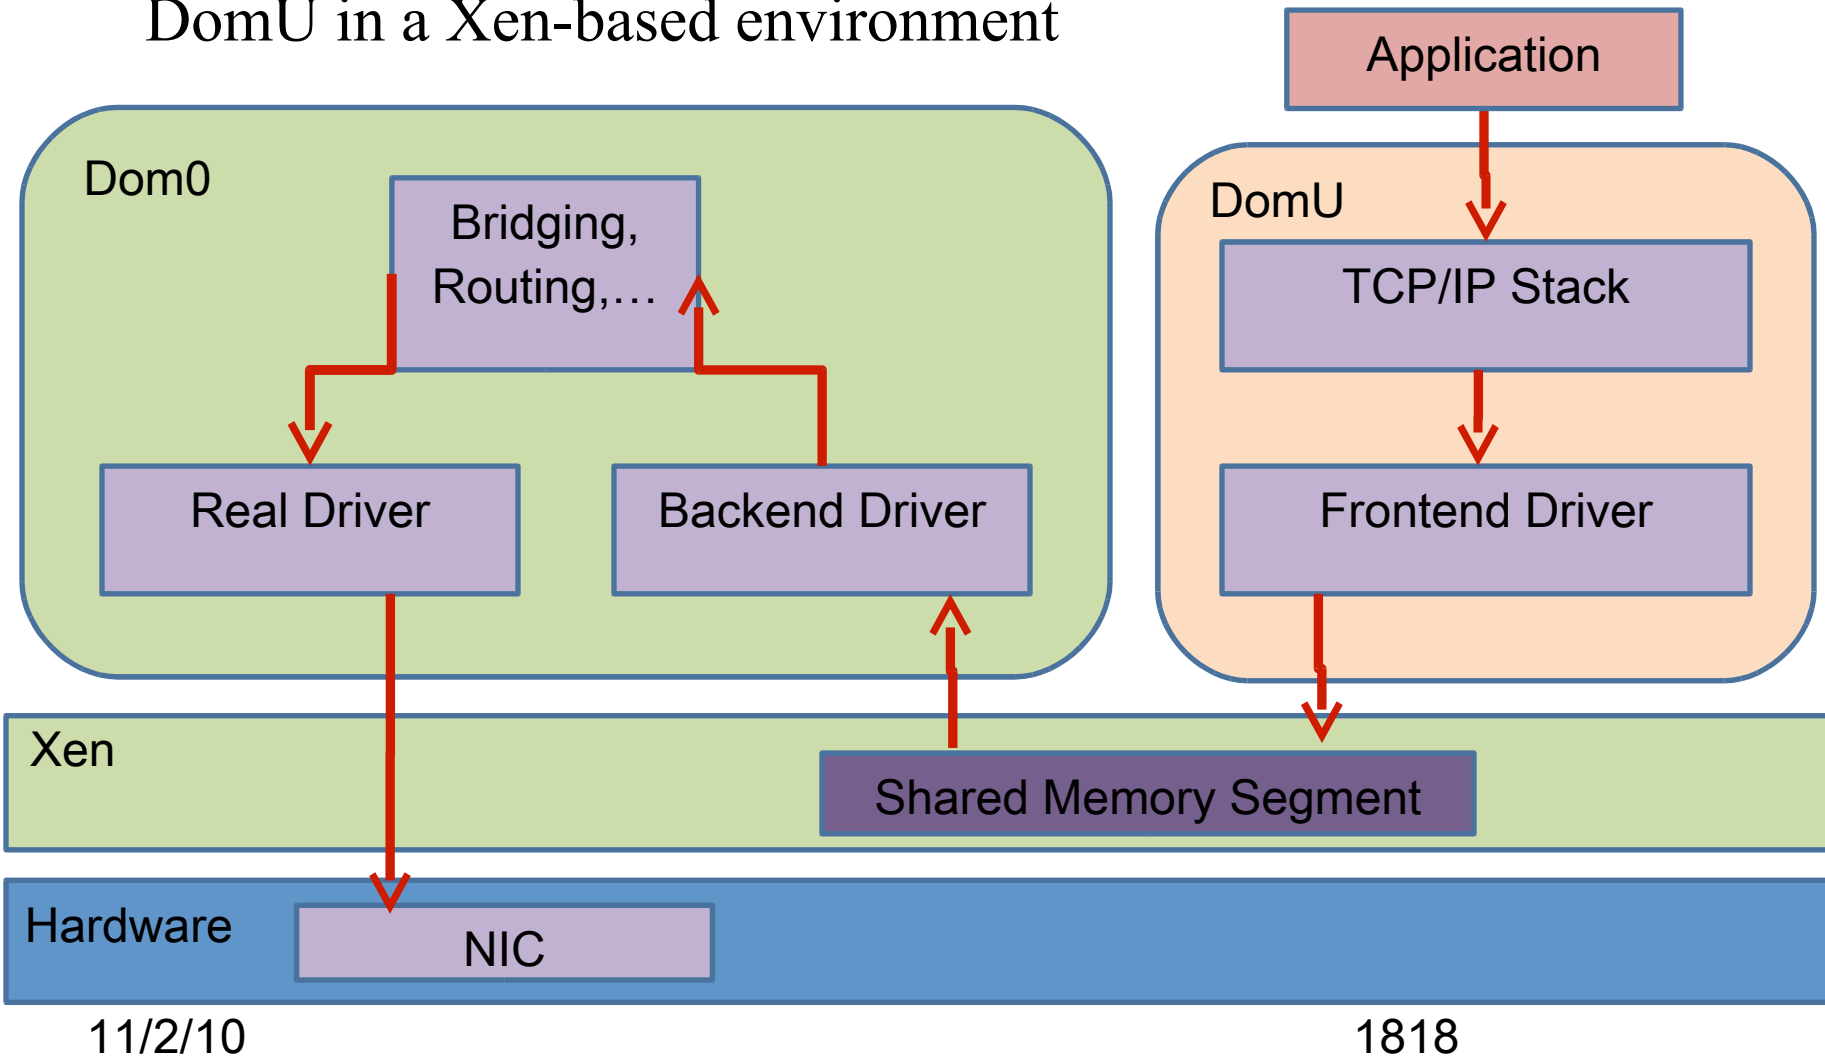 DomU in a Xen-based environment
Application
Dom0
Bridging,
Routing,…
DomU
TCP/IP Stack
Real Driver
Backend Driver
Frontend Driver
Xen
Shared Memory Segment
Hardware
NIC
11/2/10
1818